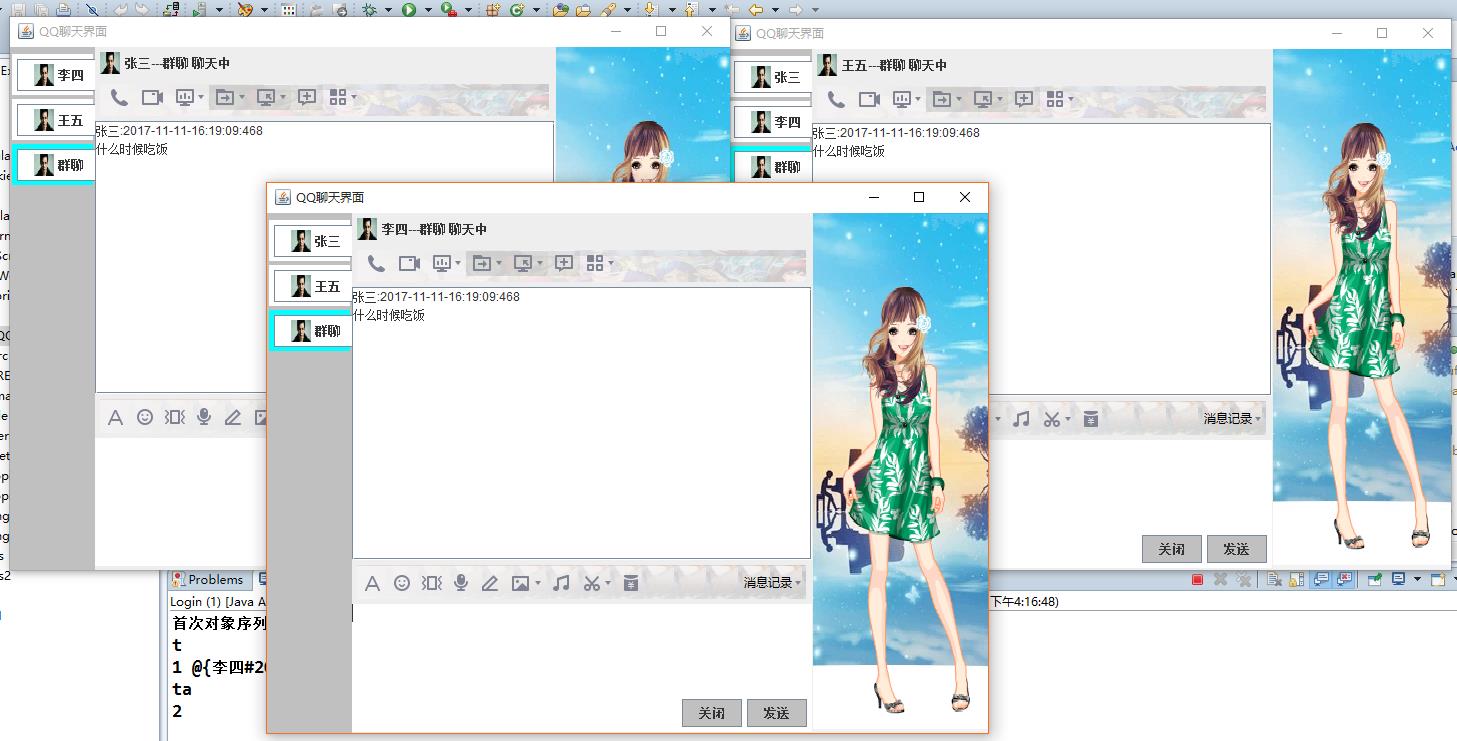 QQ聊天界面
李四
王五
群聊
张三---群聊 聊天中
张三:2017-11-11-16:19:09:468
什么时候吃饭
QQ聊天界面
张三
李四
群聊
王五---群聊 聊天中
张三:2017-11-11-16:19:09:468
什么时候吃饭
消息记录
关闭
发送
QQ聊天界面
张三
王五
群聊
李四---群聊 聊天中
张三:2017-11-11-16:19:09:468
什么时候吃饭
消息记录
关闭
发送
Problems
Login (1) [Java A
下午4:16:48)
首次对象序列
t
1 @{李四#20
ta
2